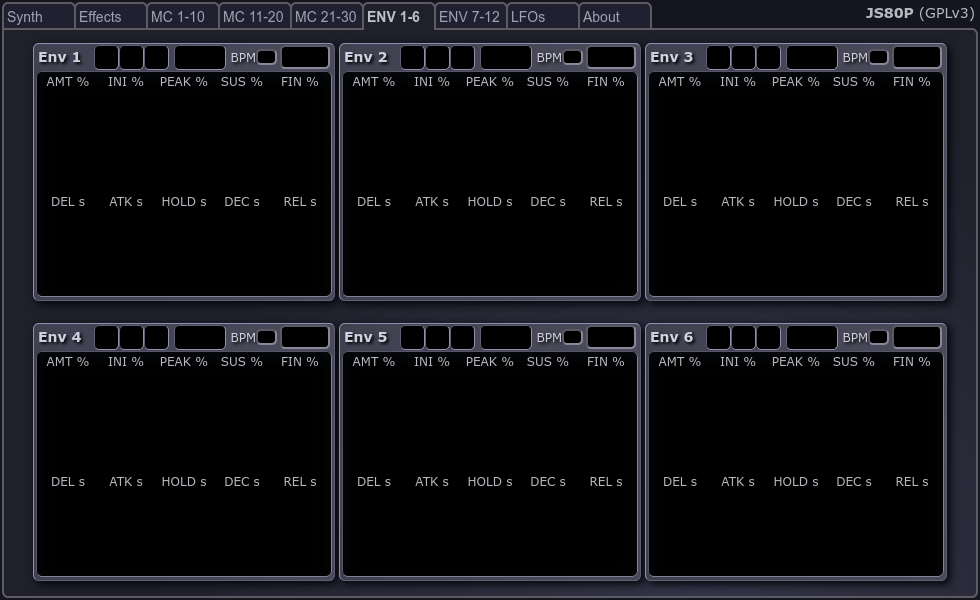 Synth Effects MC 1-10 MC 11-20 MC 21-30 ENV 1-6 ENV 7-12 LFOs About JS80P (GPLv3)
Env 1 BPM Env 2 BPM Env 3 BPM
AMT % INI % PEAK % SUS % FIN % AMT % INI % PEAK % SUS % FIN % AMT % INI % PEAK % SUS % FIN %
DEL s ATK s HOLD s DEC s REL s DEL s ATK s HOLD s DEC s REL s DEL s ATK s HOLD s DEC s REL s
Env 4 BPM Env 5 BPM Env 6 BPM
AMT % INI % PEAK % SUS % FIN % AMT % INI % PEAK % SUS % FIN % AMT % INI % PEAK % SUS % FIN %
DEL s ATK s HOLD s DEC s REL s DEL s ATK s HOLD s DEC s REL s DEL s ATK s HOLD s DEC s REL s